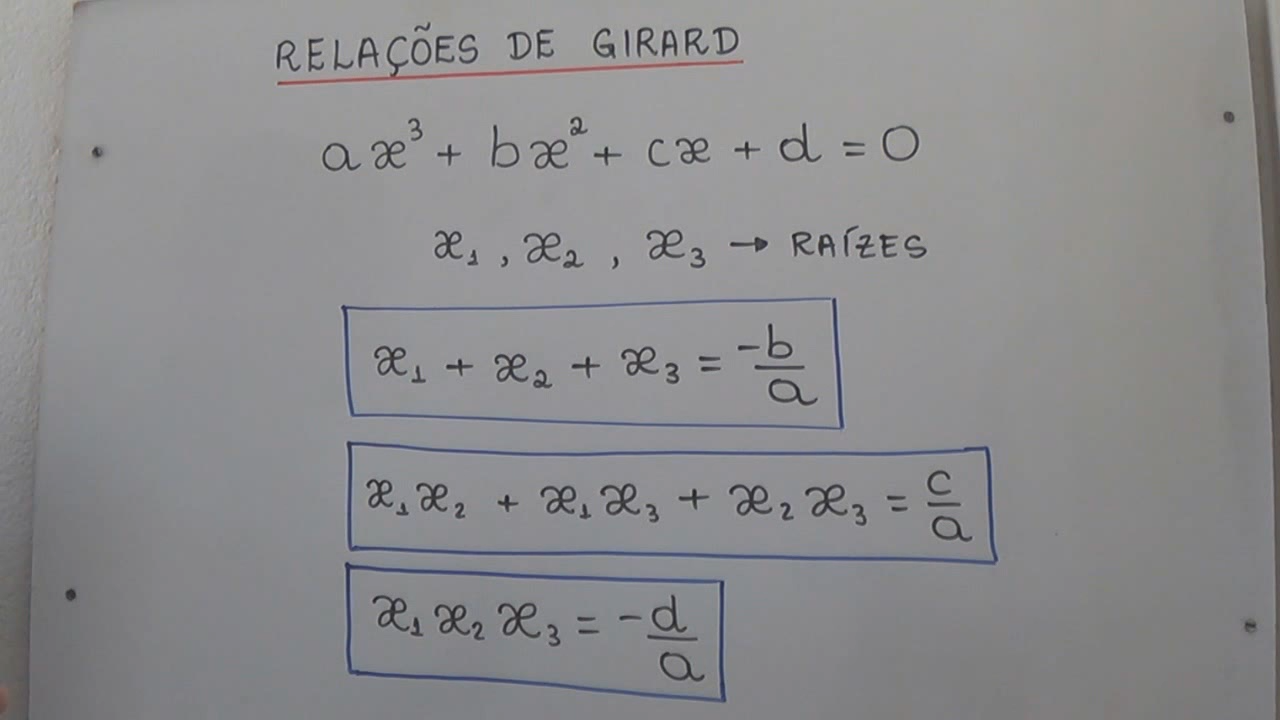 RELAÇÕES DE GIRARD
ax³ + bx² + cx + d = 0
x₁ , x₂ , x₃ → RAÍZES
x₁ + x₂ + x₃ = -b/a
x₁x₂ + x₁x₃ + x₂x₃ = c/a
x₁x₂x₃ = -d/a